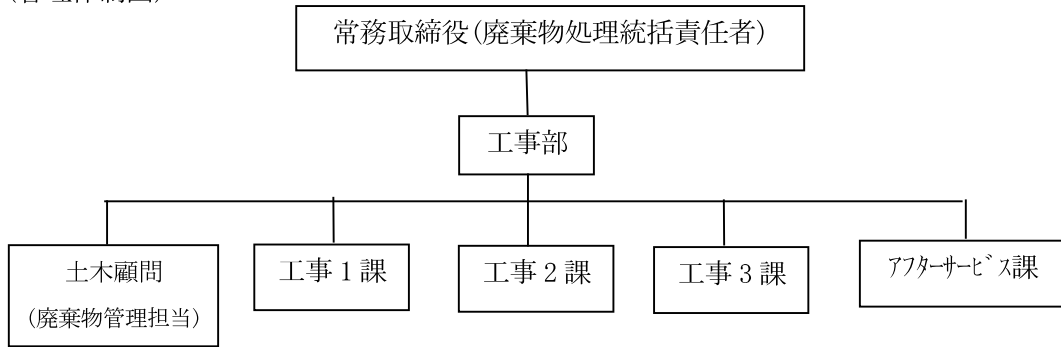 常務取締役(廃棄物処理統括責任者)
工事部
土木顧問
(廃棄物管理担当)
工事1課
工事2課
工事3課
アフターサービス課